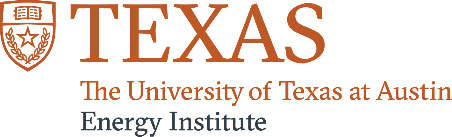 TEXAS
The University of Texas at Austin
Energy Institute